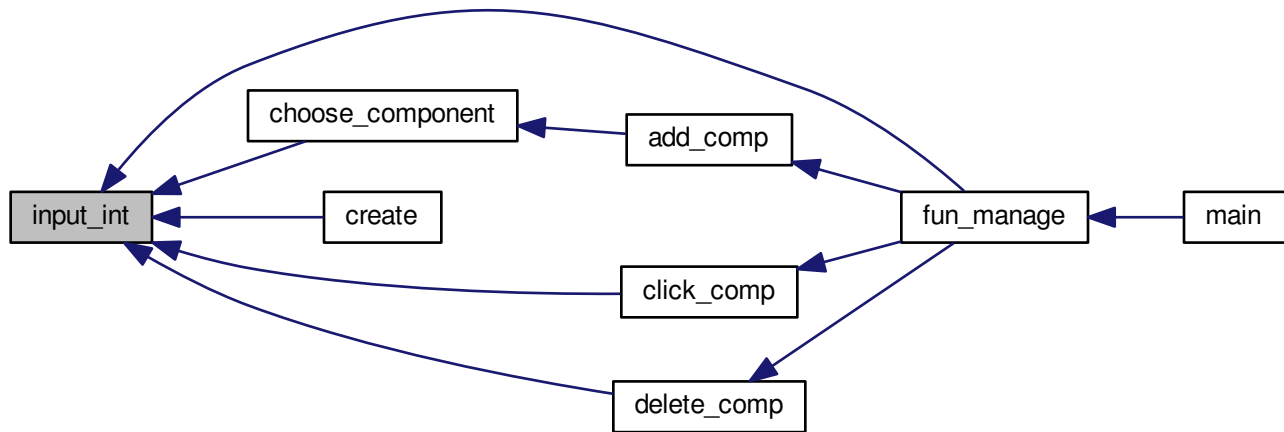 input_int
choose_component
create
click_comp
delete_comp
add_comp
fun_manage
main